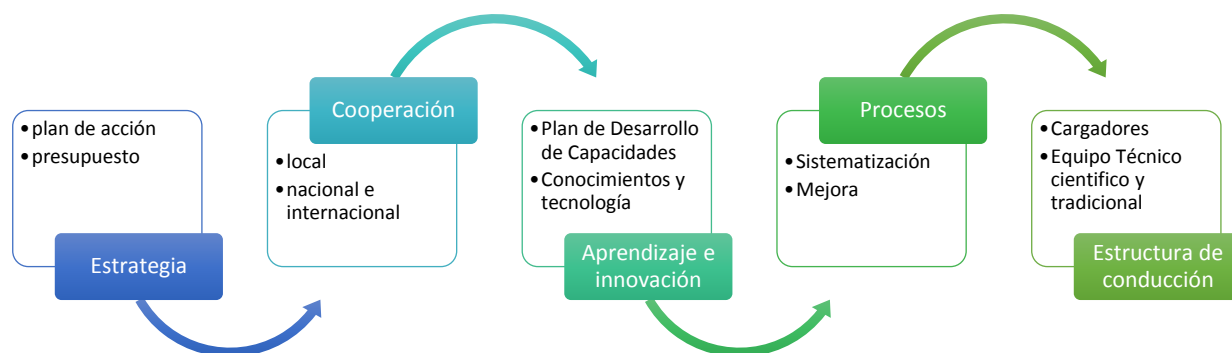 • plan de acción
• presupuesto
Estrategia
Cooperación
• local
• nacional e
internacional
• Plan de Desarrollo
de Capacidades
• Conocimientos y
tecnología
Aprendizaje e
innovación
Procesos
• Sistematización
• Mejora
• Cargadores
• Equipo Técnico
cientifico y
tradicional
Estructura de
conducción